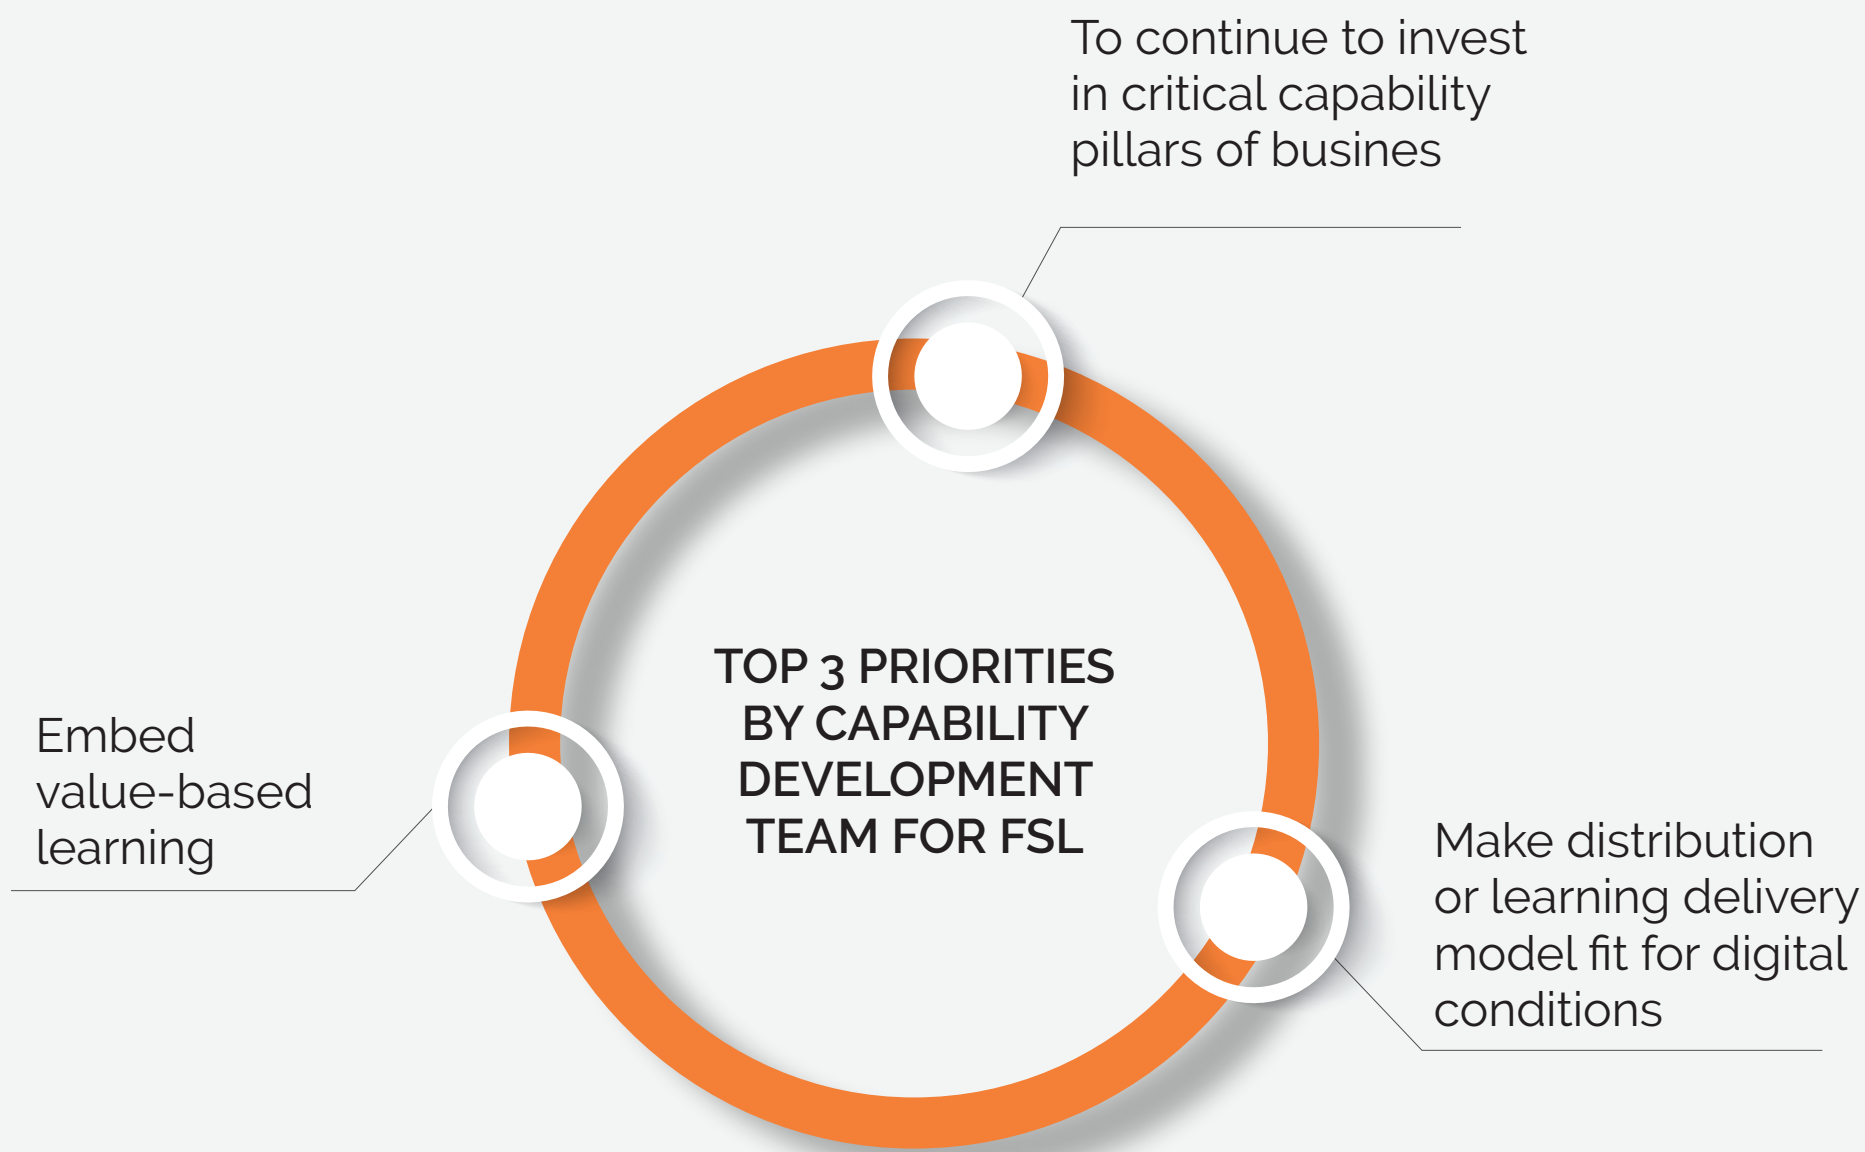 To continue to invest
in critical capability
pillars of busines
TOP 3 PRIORITIES
BY CAPABILITY
DEVELOPMENT
TEAM FOR FSL
Embed
value-based
learning
Make distribution
or learning delivery
model fit for digital
conditions